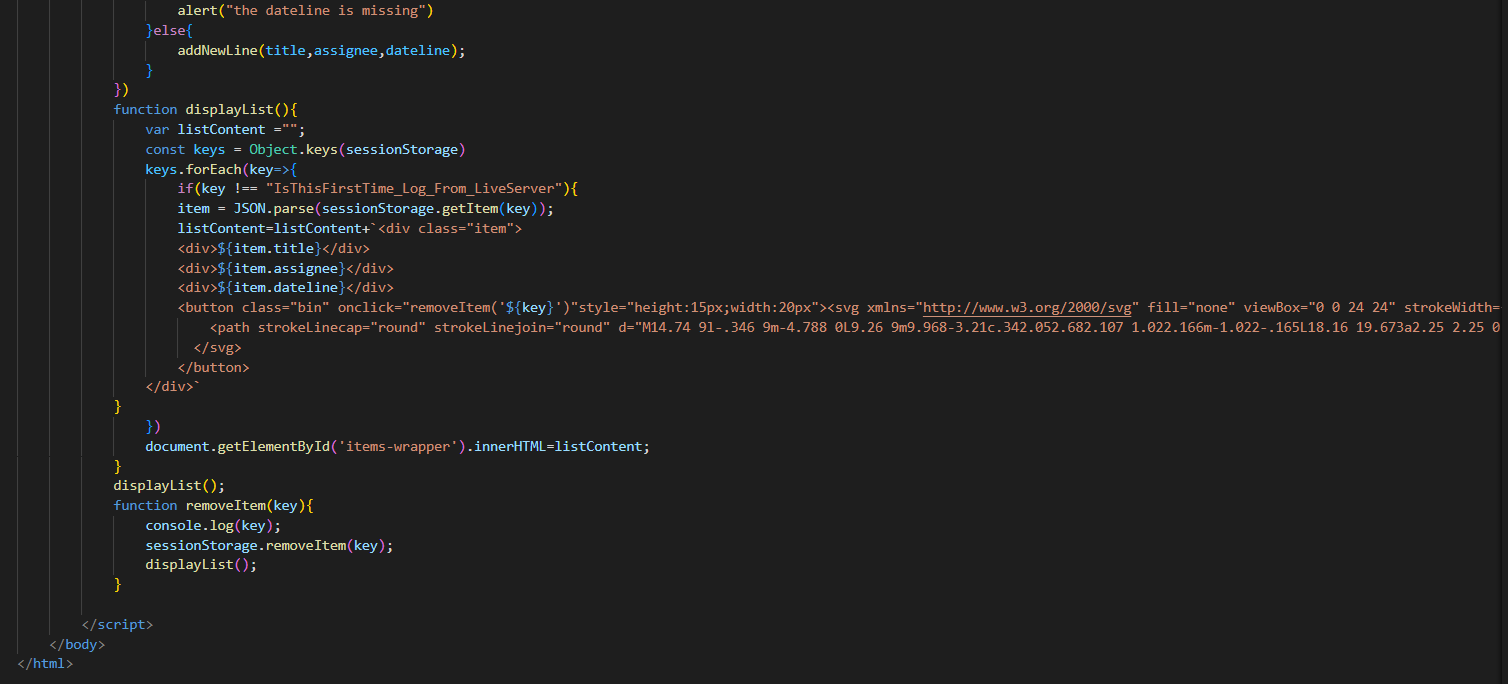 alert("the dateline is missing")
}else{
addNewLine(title,assignee,dateline);
}
})
function displayList(){
var listContent ="";
const keys = Object.keys(sessionStorage)
keys.forEach(key=>{
if(key !== "IsThisFirstTime_Log_From_LiveServer"){
item = JSON.parse(sessionStorage.getItem(key));
listContent=listContent+`<div class="item">
<div>${item.title}</div>
<div>${item.assignee}</div>
<div>${item.dateline}</div>
<button class="bin" onclick="removeItem('${key}')"style="height:15px;width:20px"><svg xmlns="http://www.w3.org/2000/svg" fill="none" viewBox="0 0 24 24" strokeWidth=
<path strokeLinecap="round" strokeLinejoin="round" d="M14.74 9l-.346 9m-4.788 0L9.26 9m9.968-3.21c.342.052.682.107 1.022.166m-1.022-.165L18.16 19.673a2.25 2.25 0
</svg>
</button>
</div>`
}
})
document.getElementById('items-wrapper').innerHTML=listContent;
}
displayList();
function removeItem(key){
console.log(key);
sessionStorage.removeItem(key);
displayList();
}
</script>
</body>
</html>